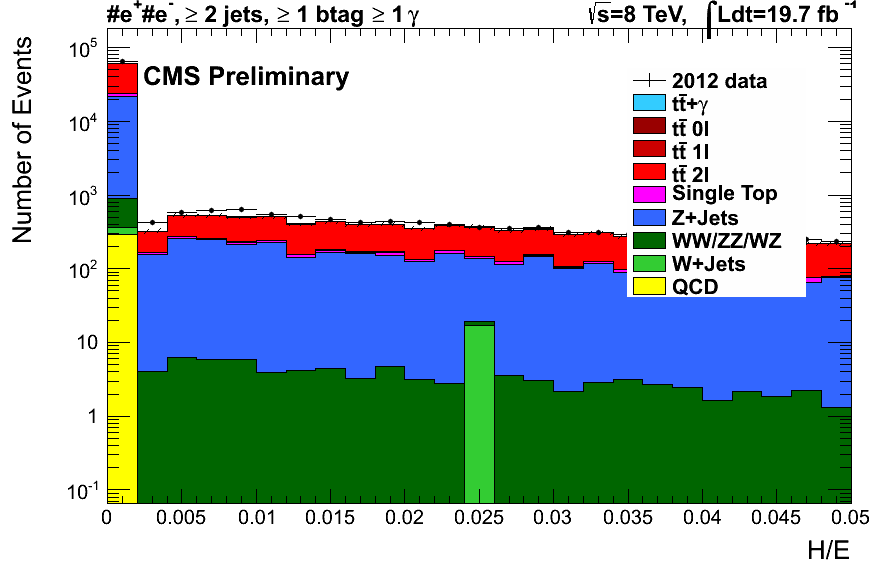 #e⁺#e⁻, ≥ 2 jets, ≥ 1 btag ≥ 1 γ √s=8 TeV, ∫Ldt=19.7 fb⁻¹
CMS Preliminary
Number of Events
10⁵
10⁴
10³
10²
10
1
10⁻¹
2012 data
tt̄+γ
tt̄ 0l
tt̄ 1l
tt̄ 2l
Single Top
Z+Jets
WW/ZZ/WZ
W+Jets
QCD
0 0.005 0.01 0.015 0.02 0.025 0.03 0.035 0.04 0.045 0.05
H/E